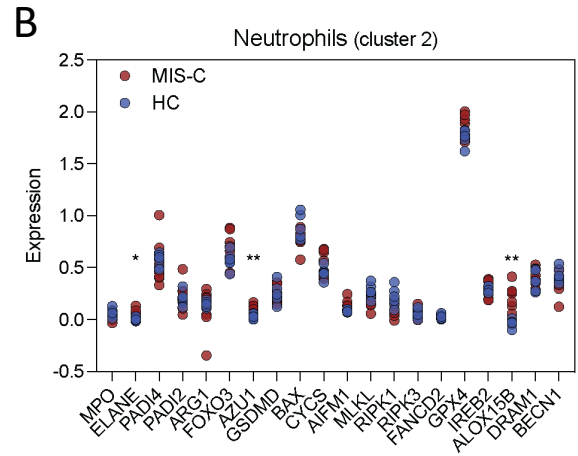 B
Neutrophils (cluster 2)
2.5
2.0
1.5
1.0
0.5
0.0
-0.5
Expression
MIS-C
HC
*
**
**
MPO
ELANE
PADI4
PADI2
ARG1
FOXO3
AZU1
GSDMD
BAX
CYCS
AIFM1
MLKL
RIPK1
RIPK3
FANCD2
GPX4
IREB2
ALOX15B
DRAM1
BECN1